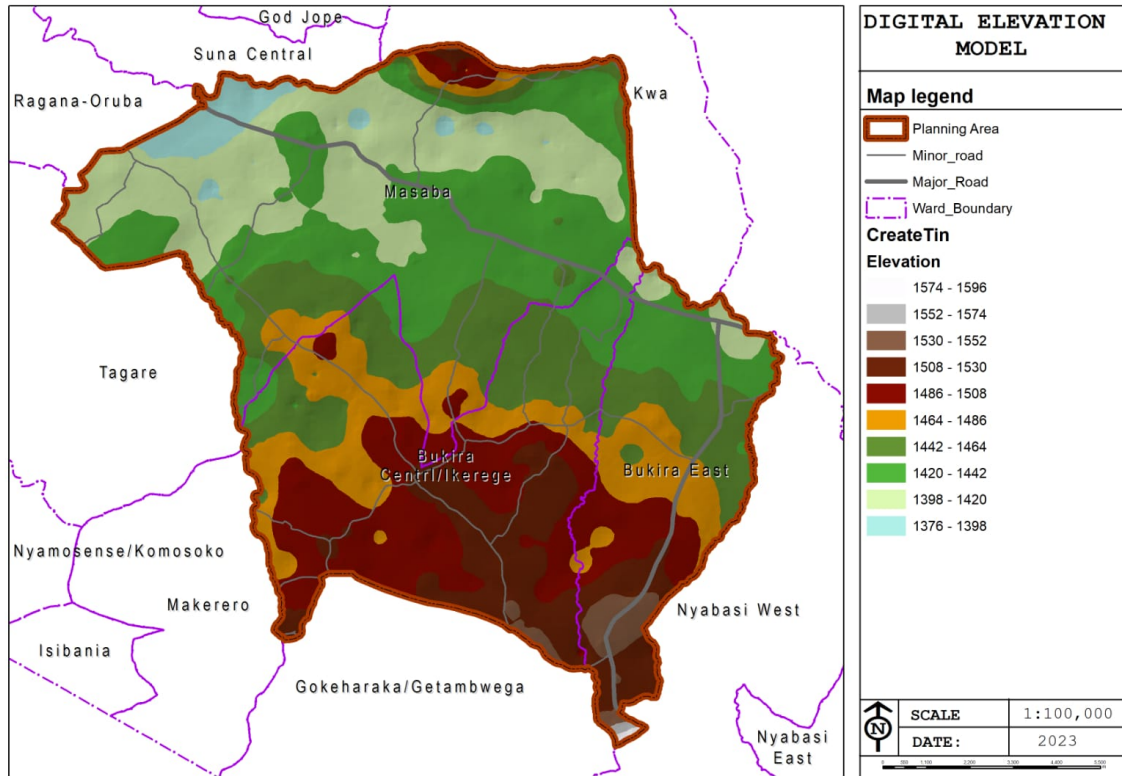 God Jope
Suna Central
Ragana-Oruba
Kwa
Masaba
Tagare
Bukira
Centrl/Ikerege
Bukira East
Nyamosense/Komosoko
Makerero
Nyabasi West
Isibania
Gokeharaka/Getambwega
Nyabasi
East
DIGITAL ELEVATION
MODEL
Map legend
Planning Area
Minor_road
Major_Road
Ward_Boundary
CreateTin
Elevation
1574 - 1596
1552 - 1574
1530 - 1552
1508 - 1530
1486 - 1508
1464 - 1486
1442 - 1464
1420 - 1442
1398 - 1420
1376 - 1398
N
SCALE 1:100,000
DATE: 2023